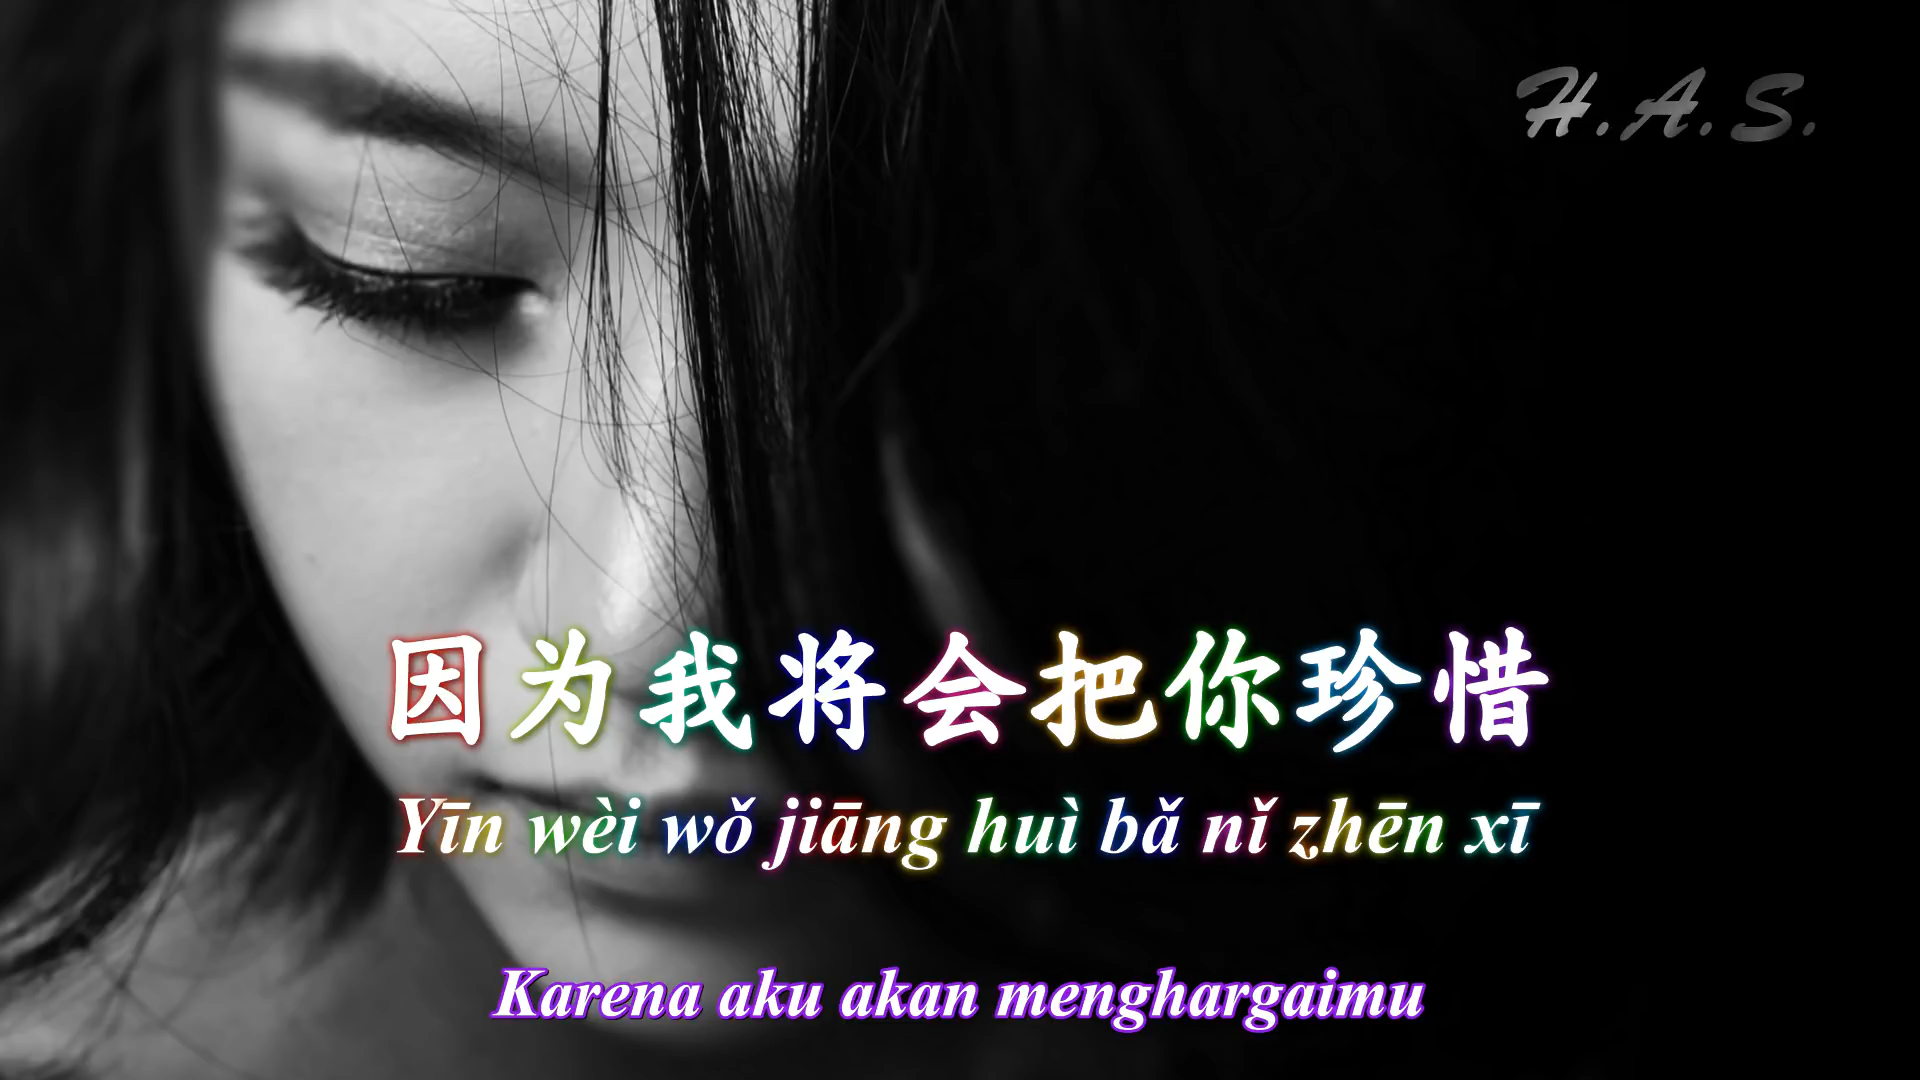 H.A.S.
因为我将会把你珍惜
Yīn wèi wǒ jiāng huì bǎ nǐ zhēn xī
Karena aku akan menghargaimu